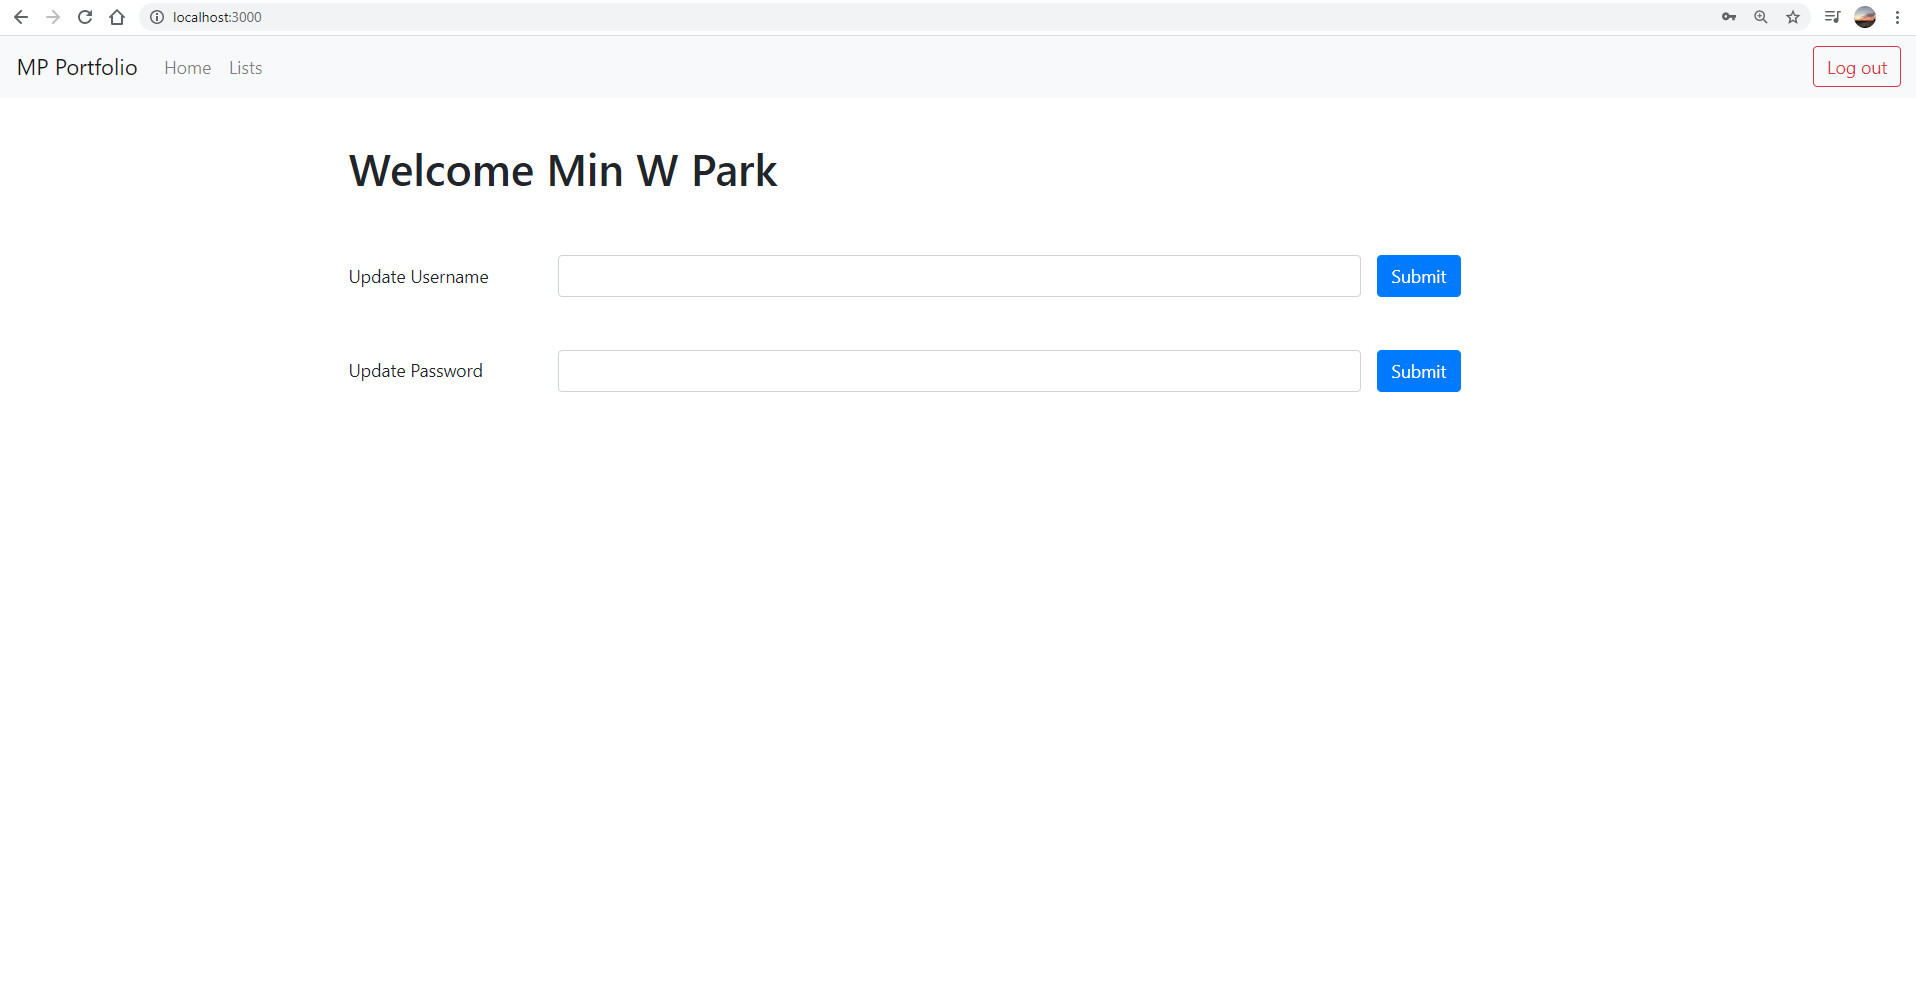 localhost:3000
MP Portfolio Home Lists Log out
Welcome Min W Park
Update Username Submit
Update Password Submit